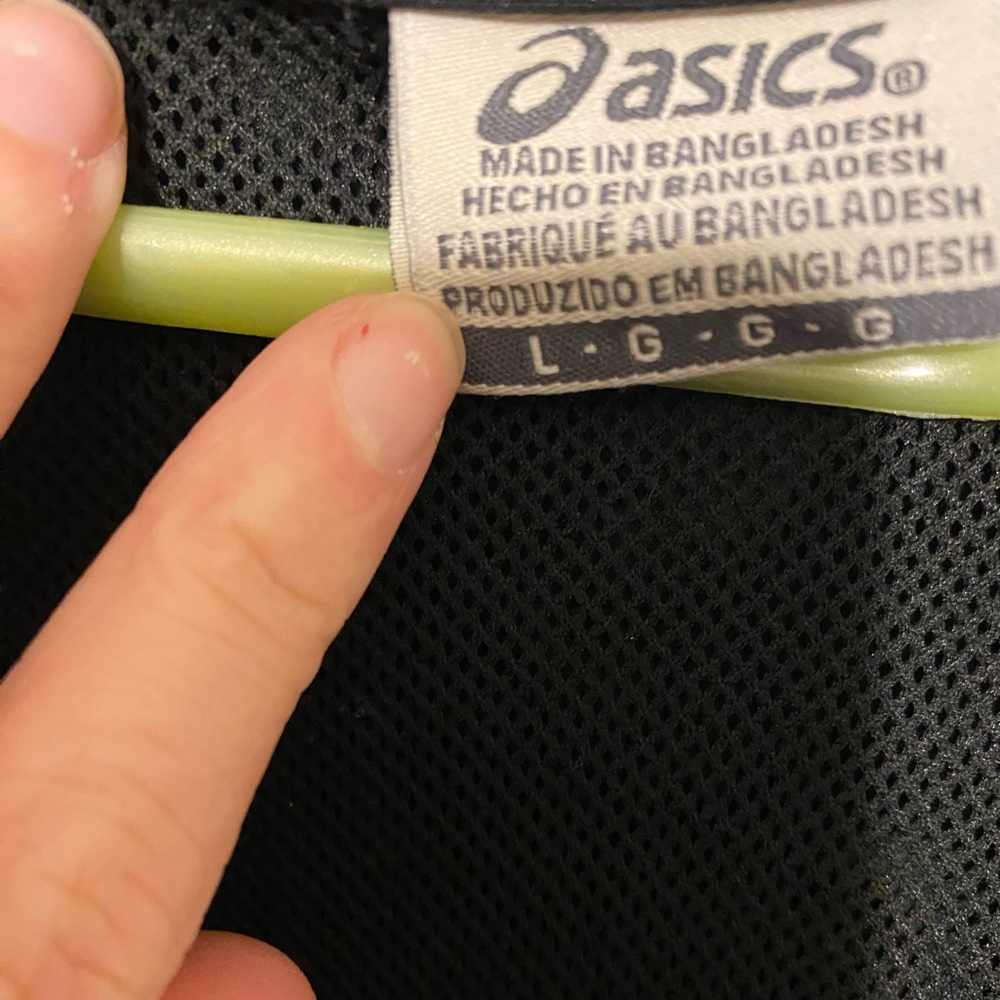 asics®
MADE IN BANGLADESH
HECHO EN BANGLADESH
FABRIQUÉ AU BANGLADESH
PRODUZIDO EM BANGLADESH
L · G · G · G